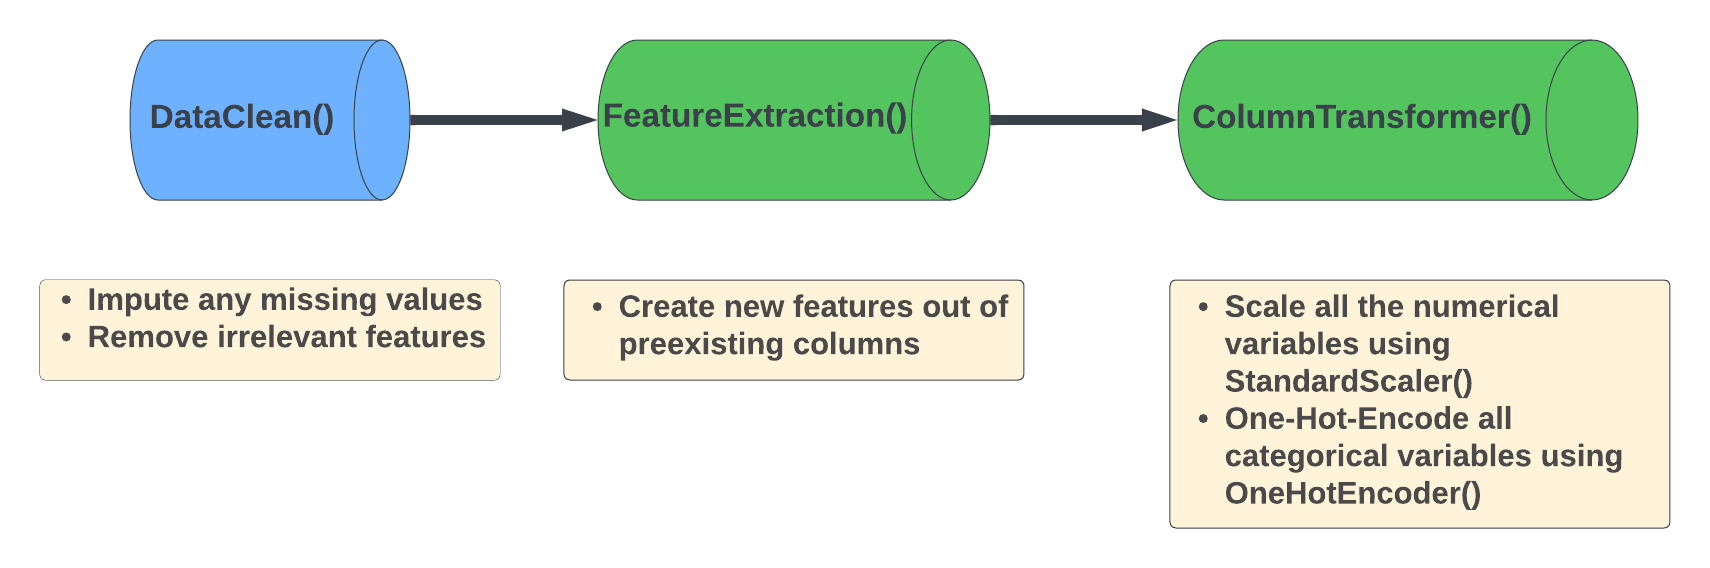 DataClean()
FeatureExtraction()
ColumnTransformer()
• Impute any missing values
• Remove irrelevant features
• Create new features out of
preexisting columns
• Scale all the numerical
variables using
StandardScaler()
• One-Hot-Encode all
categorical variables using
OneHotEncoder()